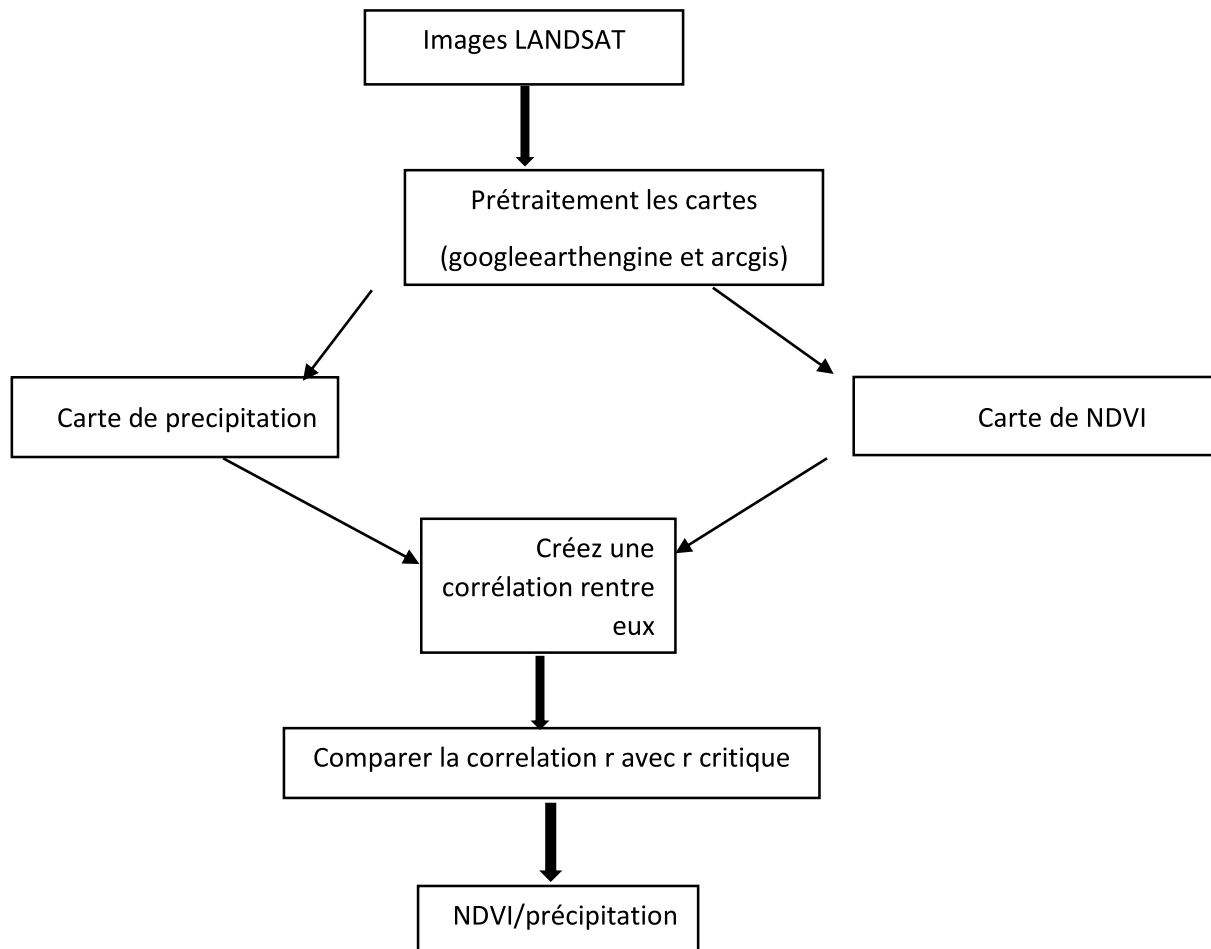 Images LANDSAT
Prétraitement les cartes
(googleearthengine et arcgis)
Carte de precipitation
Carte de NDVI
Créez une
corrélation rentre
eux
Comparer la correlation r avec r critique
NDVI/précipitation